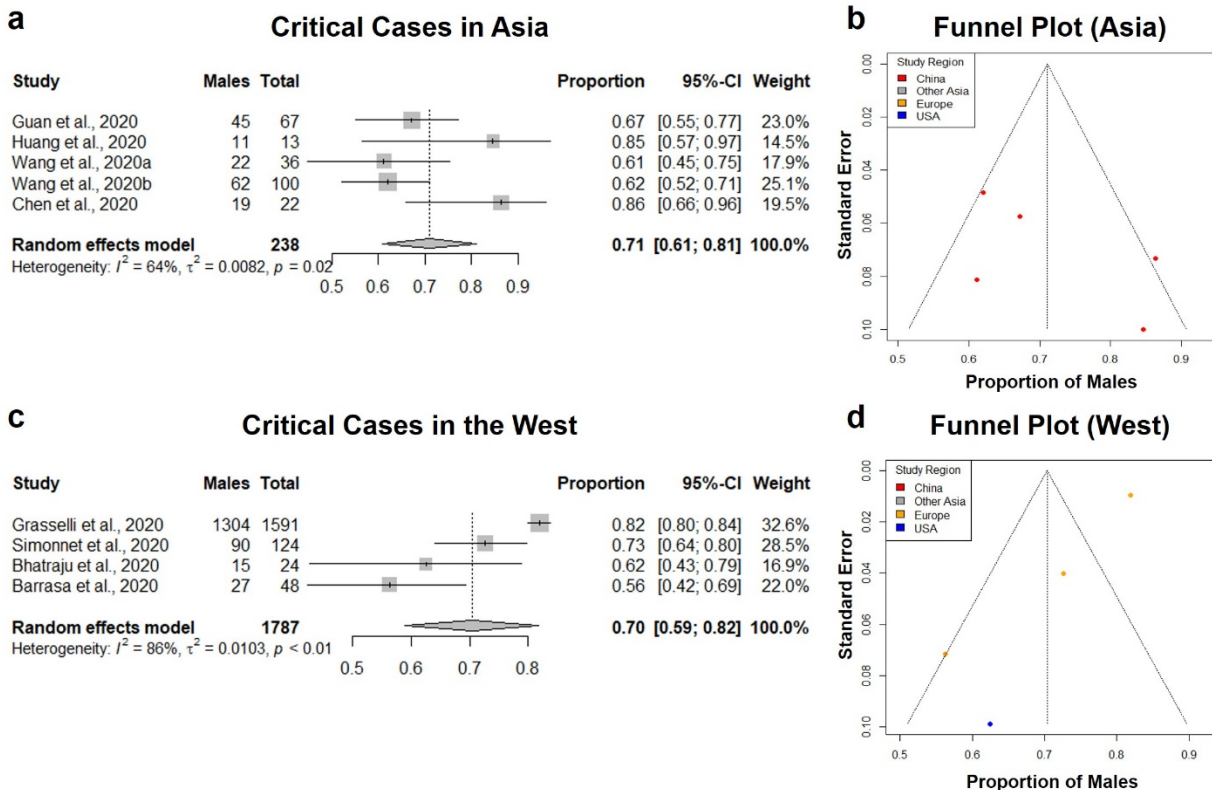 a
Critical Cases in Asia
Study Males Total Proportion 95%-CI Weight
Guan et al., 2020 45 67 0.67 [0.55; 0.77] 23.0%
Huang et al., 2020 11 13 0.85 [0.57; 0.97] 14.5%
Wang et al., 2020a 22 36 0.61 [0.45; 0.75] 17.9%
Wang et al., 2020b 62 100 0.62 [0.52; 0.71] 25.1%
Chen et al., 2020 19 22 0.86 [0.66; 0.96] 19.5%
Random effects model 238 0.71 [0.61; 0.81] 100.0%
Heterogeneity: I² = 64%, τ² = 0.0082, p = 0.02
0.5 0.6 0.7 0.8 0.9
b
Funnel Plot (Asia)
Study Region
China
Other Asia
Europe
USA
Standard Error
0.00
0.02
0.04
0.06
0.08
0.10
0.5 0.6 0.7 0.8 0.9
Proportion of Males
c
Critical Cases in the West
Study Males Total Proportion 95%-CI Weight
Grasselli et al., 2020 1304 1591 0.82 [0.80; 0.84] 32.6%
Simonnet et al., 2020 90 124 0.73 [0.64; 0.80] 28.5%
Bhatraju et al., 2020 15 24 0.62 [0.43; 0.79] 16.9%
Barrasa et al., 2020 27 48 0.56 [0.42; 0.69] 22.0%
Random effects model 1787 0.70 [0.59; 0.82] 100.0%
Heterogeneity: I² = 86%, τ² = 0.0103, p < 0.01
0.5 0.6 0.7 0.8
d
Funnel Plot (West)
Study Region
China
Other Asia
Europe
USA
Standard Error
0.00
0.02
0.04
0.06
0.08
0.10
0.5 0.6 0.7 0.8 0.9
Proportion of Males